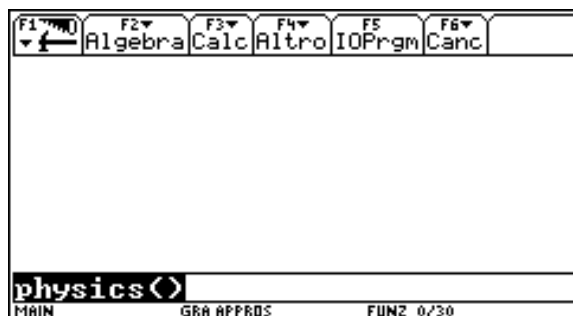 F1 F2 F3 F4 F5 F6
Algebra Calc Altro IOPrgm Canc
physics()
MAIN GRA APPROS FUNZ 0/30